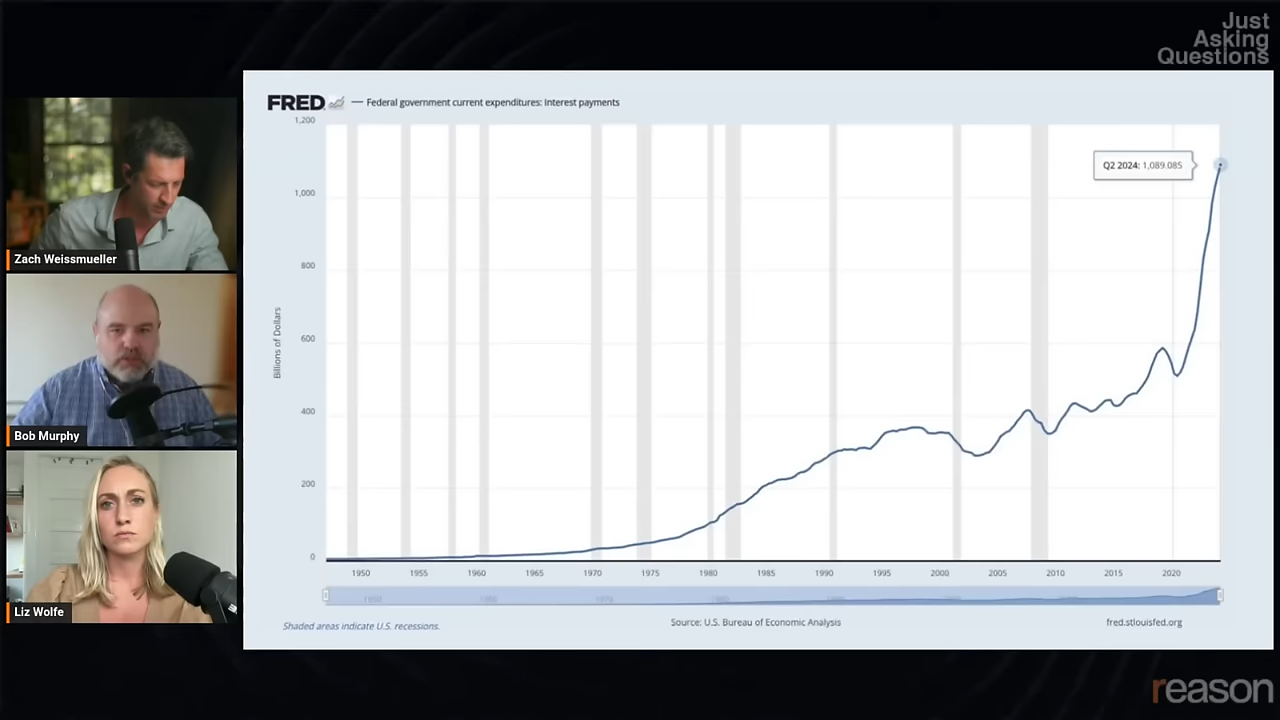 Just
Asking
Questions
FRED — Federal government current expenditures: Interest payments
1,200
1,000
800
600
400
200
0
Billions of Dollars
Q2 2024: 1,089.085
1950 1955 1960 1965 1970 1975 1980 1985 1990 1995 2000 2005 2010 2015 2020
Shaded areas indicate U.S. recessions.
Source: U.S. Bureau of Economic Analysis
fred.stlouisfed.org
Zach Weissmueller
Bob Murphy
Liz Wolfe
reason